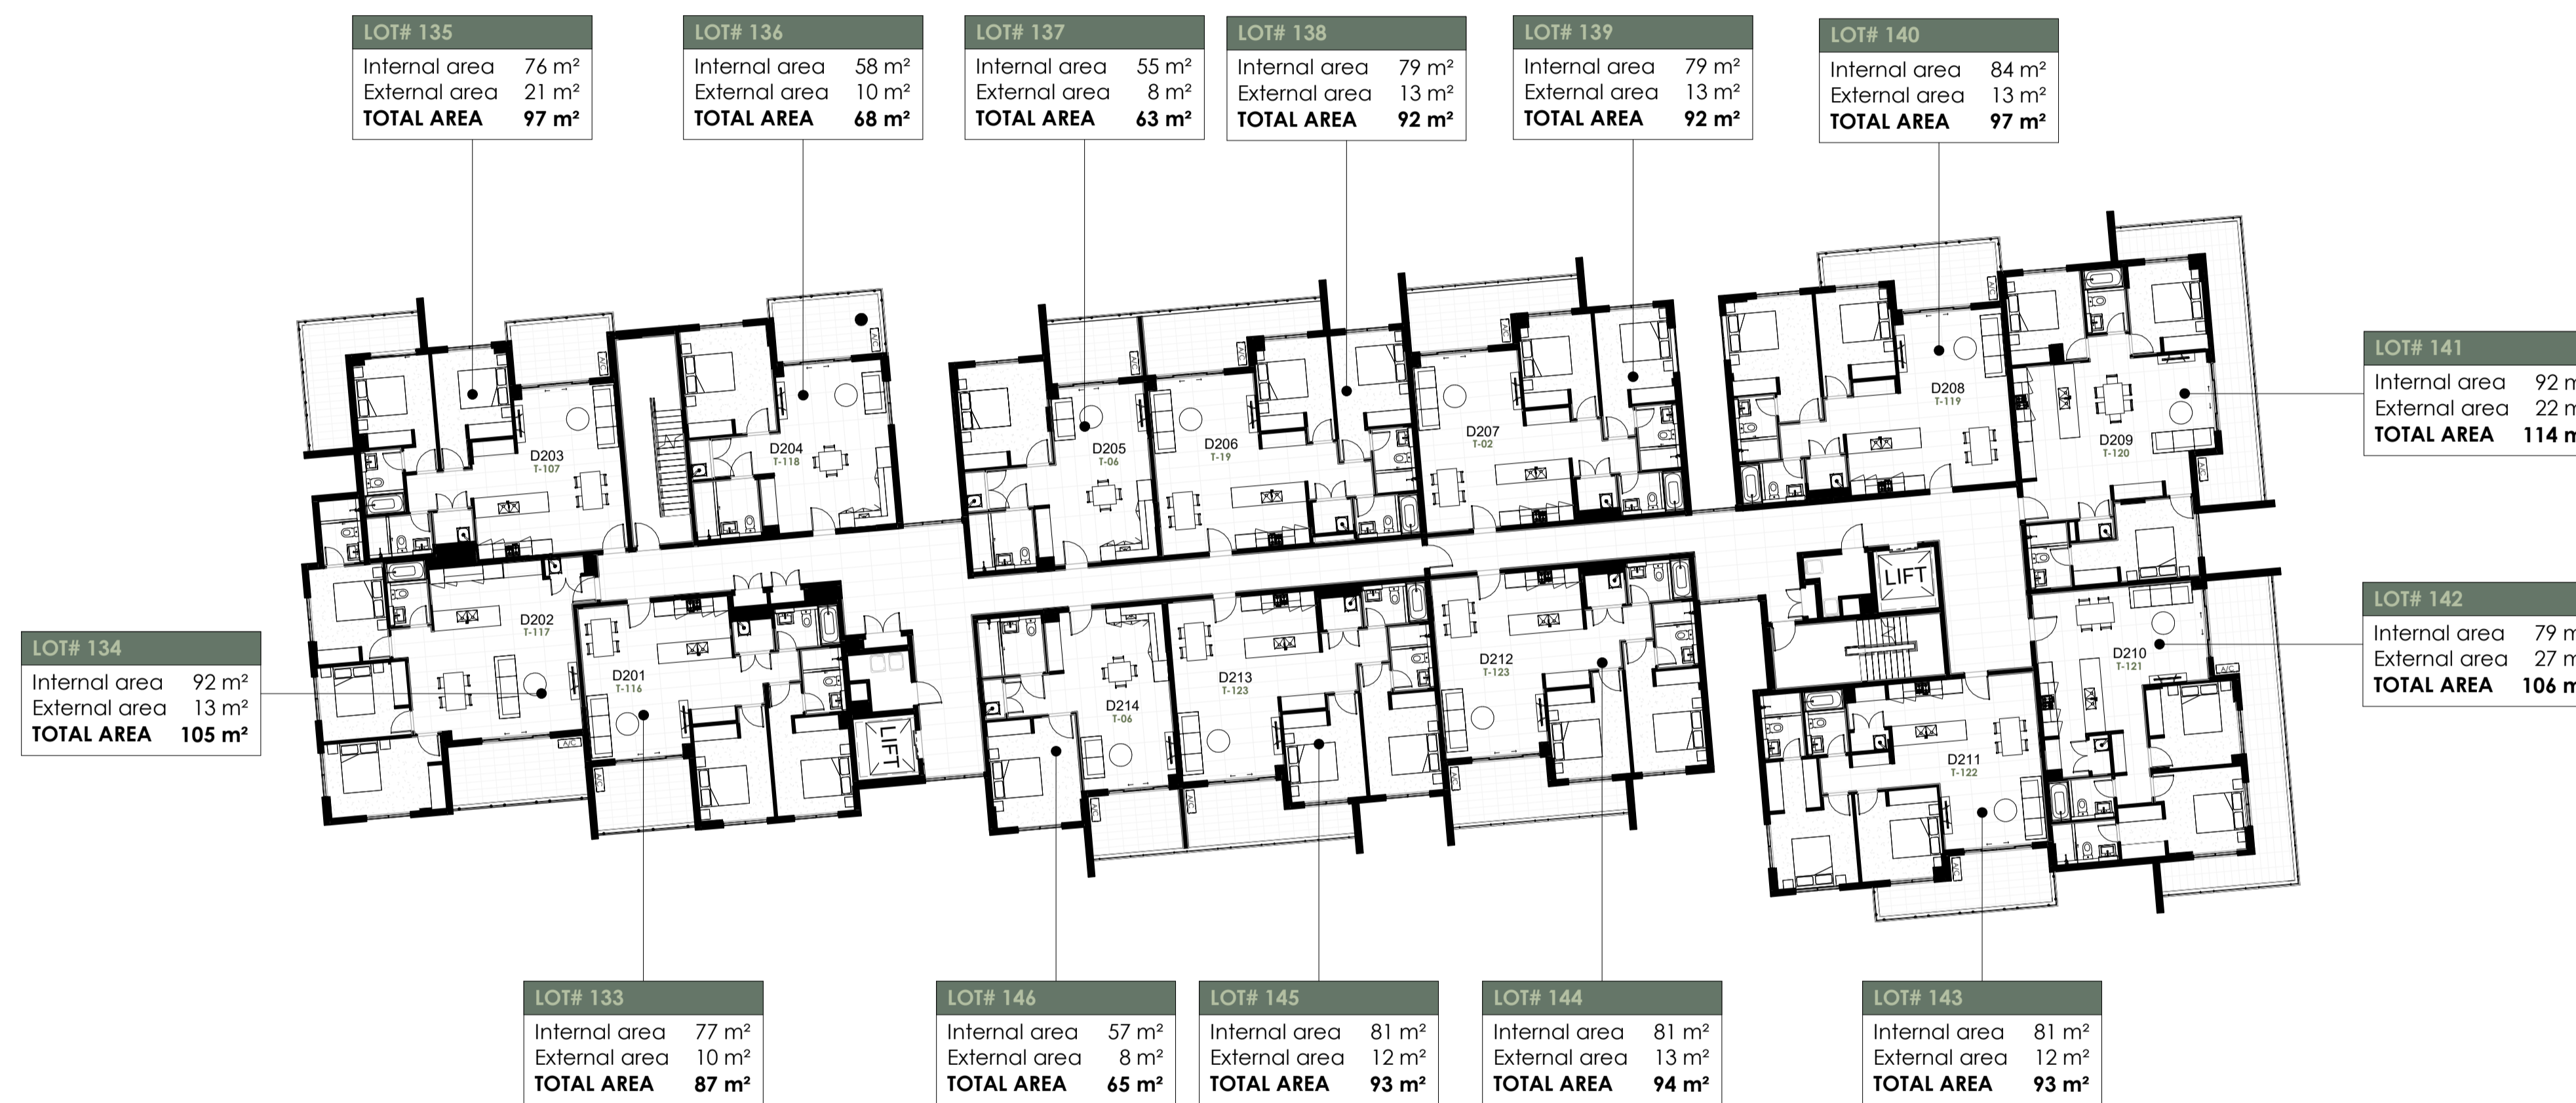 LOT# 135
Internal area 76 m²
External area 21 m²
TOTAL AREA 97 m²
LOT# 136
Internal area 58 m²
External area 10 m²
TOTAL AREA 68 m²
LOT# 137
Internal area 55 m²
External area 8 m²
TOTAL AREA 63 m²
LOT# 138
Internal area 79 m²
External area 13 m²
TOTAL AREA 92 m²
LOT# 139
Internal area 79 m²
External area 13 m²
TOTAL AREA 92 m²
LOT# 140
Internal area 84 m²
External area 13 m²
TOTAL AREA 97 m²
LOT# 141
Internal area 92 m
External area 22 m
TOTAL AREA 114 m
LOT# 142
Internal area 79 m
External area 27 m
TOTAL AREA 106 m
LOT# 134
Internal area 92 m²
External area 13 m²
TOTAL AREA 105 m²
D203
T-107
A/C
D204
T-118
A/C
D205
T-06
A/C
D206
T-19
A/C
D207
T-02
A/C
D208
T-119
A/C
D209
T-120
A/C
D202
T-117
A/C
D201
T-116
A/C
LIFT
D214
T-06
A/C
D213
T-123
A/C
D212
T-123
A/C
LIFT
D211
T-122
A/C
D210
T-121
A/C
LOT# 133
Internal area 77 m²
External area 10 m²
TOTAL AREA 87 m²
LOT# 146
Internal area 57 m²
External area 8 m²
TOTAL AREA 65 m²
LOT# 145
Internal area 81 m²
External area 12 m²
TOTAL AREA 93 m²
LOT# 144
Internal area 81 m²
External area 13 m²
TOTAL AREA 94 m²
LOT# 143
Internal area 81 m²
External area 12 m²
TOTAL AREA 93 m²